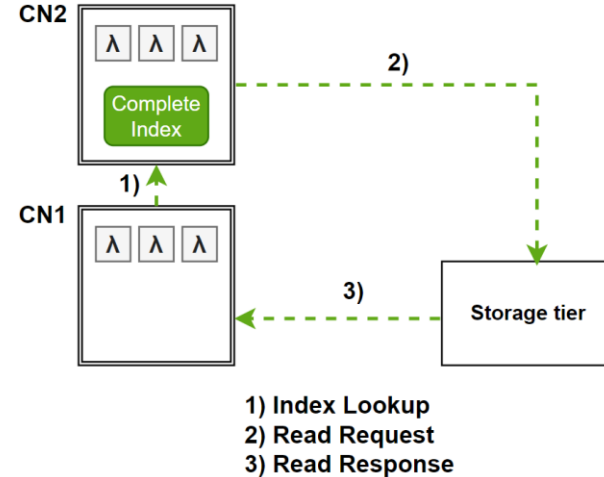 CN2
λ λ λ
2)
Complete
Index
1)
CN1
λ λ λ
3)
Storage tier
1) Index Lookup
2) Read Request
3) Read Response